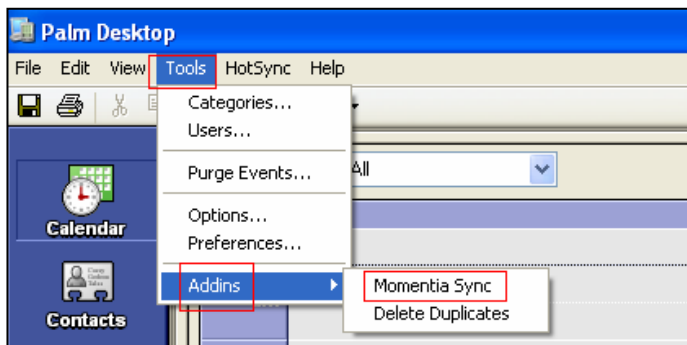 Palm Desktop
File Edit View Tools HotSync Help
Categories...
Users...
All
Purge Events...
Options...
Calendar
Preferences...
Addins
Momentia Sync
Delete Duplicates
Contacts